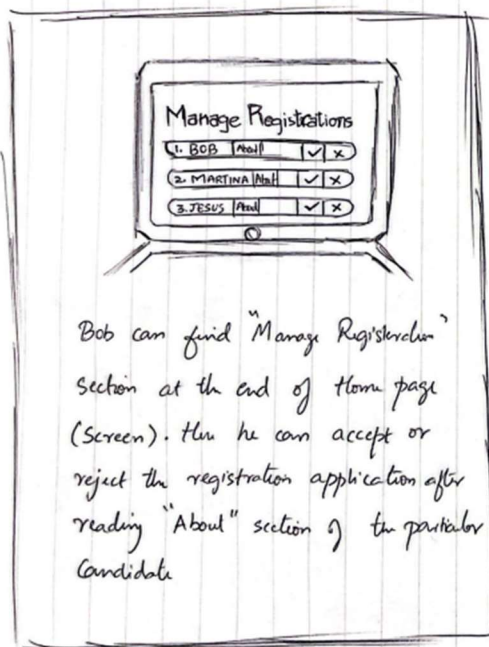 Manage Registrations
1. BOB About ✓ x
2. MARTINA About ✓ x
3. JESUS About ✓ x
Bob can find "Manage Registration"
section at the end of Home page
(Screen). Here he can accept or
reject the registration application after
reading "About" section of the particular
Candidate